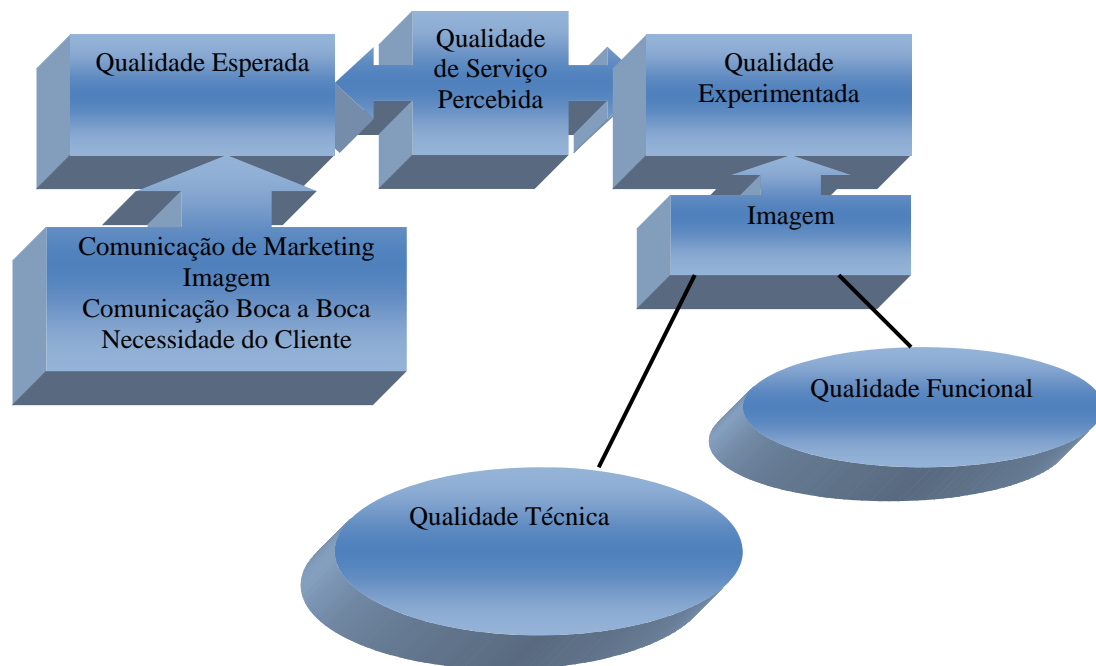 Qualidade Esperada
Qualidade
de Serviço
Percebida
Qualidade
Experimentada
Comunicação de Marketing
Imagem
Comunicação Boca a Boca
Necessidade do Cliente
Imagem
Qualidade Funcional
Qualidade Técnica